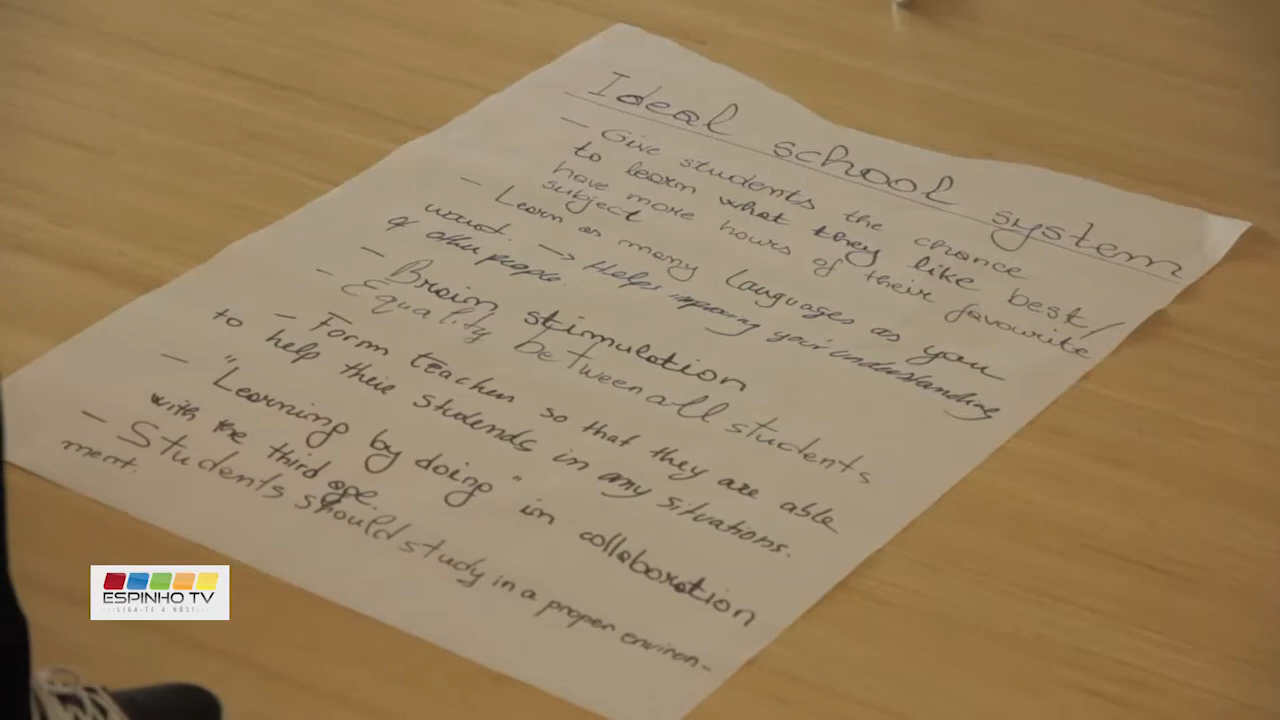 Ideal school system
— Give students the chance
to learn what they like best/
have more hours of their favourite
subject
— Learn as many languages as you
want. —> Helps improving your understanding
of other people.
— Brain stimulation
— Equality between all students
— Form teachers so that they are able
to help their students in any situations.
— "Learning by doing" in collaboration
with the third age.
— Students should study in a proper environ-
ment.
ESPINHO TV
LIGA-TE A NÓS!